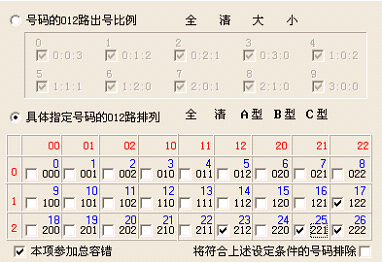 号码的012路出号比例 全 清 大 小
0 1 2 3 4
0:0:3 0:1:2 0:2:1 0:3:0 1:0:2
5 6 7 8 9
1:1:1 1:2:0 2:0:1 2:1:0 3:0:0
具体指定号码的012路排列 全 清 A型 B型 C型
00 01 02 10 11 12 20 21 22
0 1 2 3 4 5 6 7 8
0 000 001 002 010 011 012 020 021 022
9 10 11 12 13 14 15 16 17
1 100 101 102 110 111 112 120 121 122
18 19 20 21 22 23 24 25 26
2 200 201 202 210 211 212 220 221 222
本项参加总容错 将符合上述设定条件的号码排除